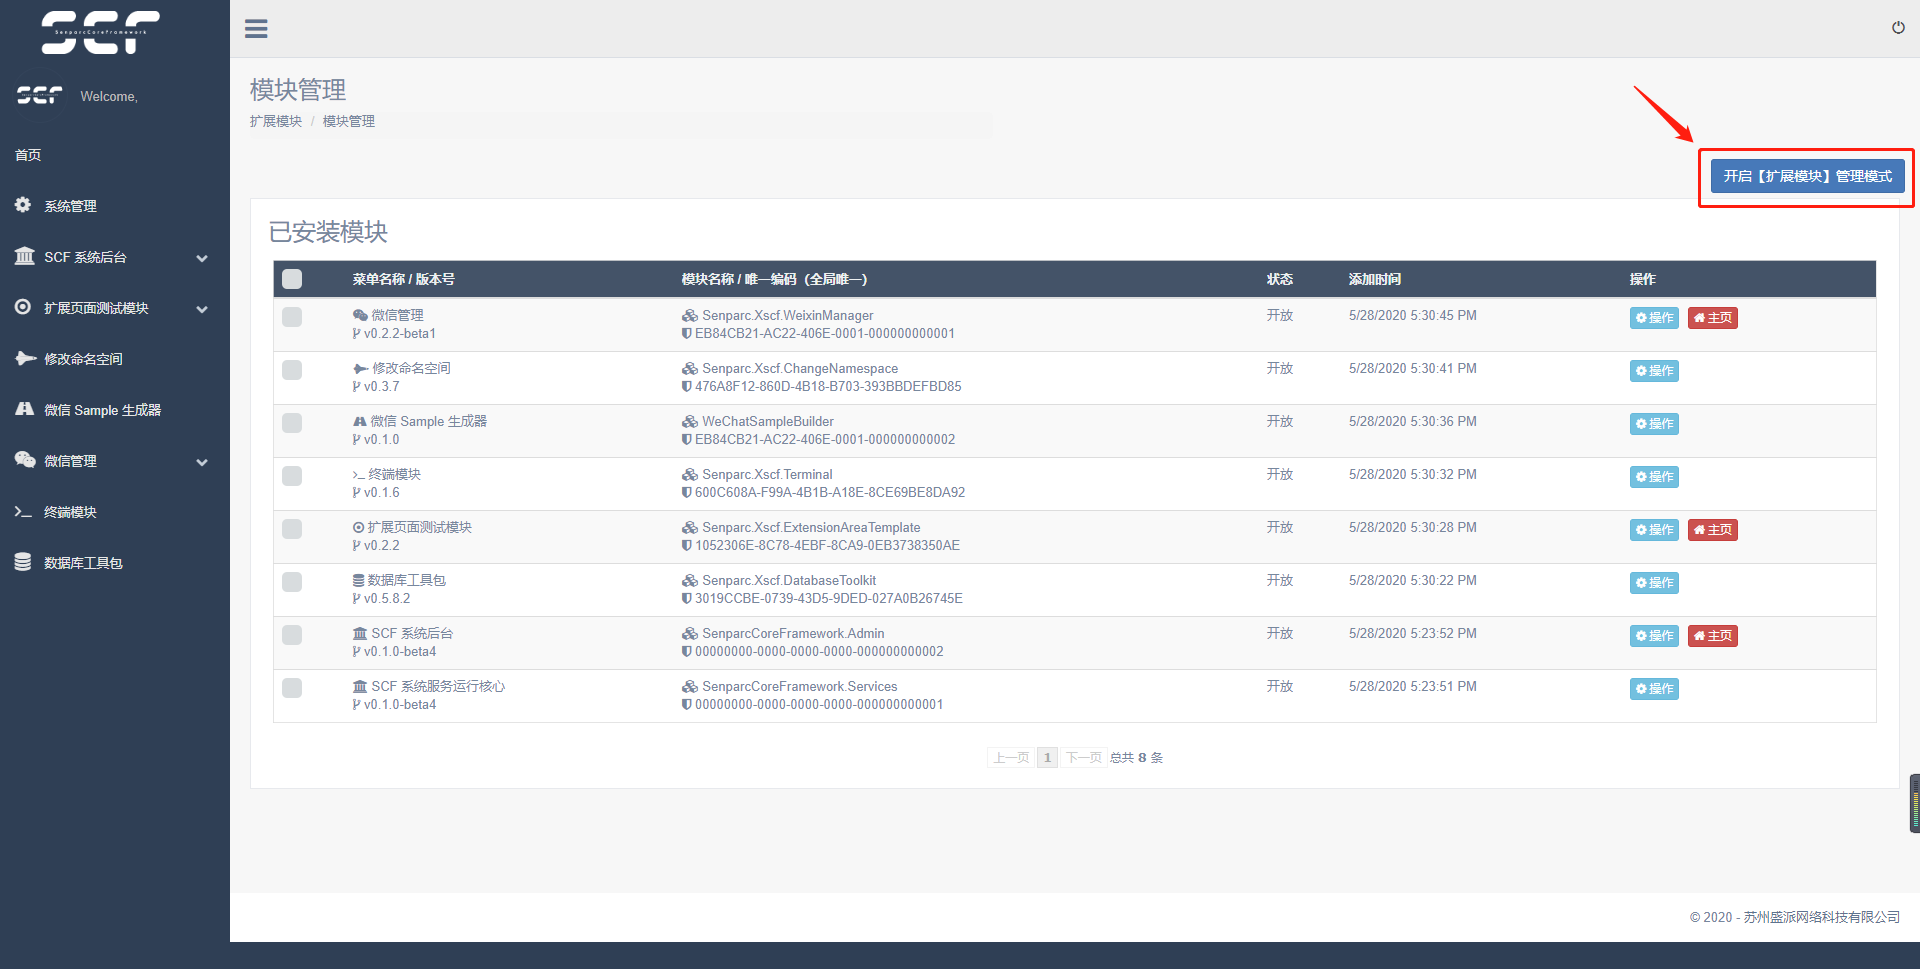 SCF
SenparcCoreFramework
SCF
Welcome,
首页
系统管理
SCF 系统后台
扩展页面测试模块
修改命名空间
微信 Sample 生成器
微信管理
终端模块
数据库工具包
模块管理
扩展模块 / 模块管理
开启【扩展模块】管理模式
已安装模块
菜单名称 / 版本号 模块名称 / 唯一编码（全局唯一） 状态 添加时间 操作
微信管理 Senparc.Xscf.WeixinManager 开放 5/28/2020 5:30:45 PM 操作 主页
v0.2.2-beta1 EB84CB21-AC22-406E-0001-000000000001
修改命名空间 Senparc.Xscf.ChangeNamespace 开放 5/28/2020 5:30:41 PM 操作
v0.3.7 476A8F12-860D-4B18-B703-393BBDEFBD85
微信 Sample 生成器 WeChatSampleBuilder 开放 5/28/2020 5:30:36 PM 操作
v0.1.0 EB84CB21-AC22-406E-0001-000000000002
终端模块 Senparc.Xscf.Terminal 开放 5/28/2020 5:30:32 PM 操作
v0.1.6 600C608A-F99A-4B1B-A18E-8CE69BE8DA92
扩展页面测试模块 Senparc.Xscf.ExtensionAreaTemplate 开放 5/28/2020 5:30:28 PM 操作 主页
v0.2.2 1052306E-8C78-4EBF-8CA9-0EB3738350AE
数据库工具包 Senparc.Xscf.DatabaseToolkit 开放 5/28/2020 5:30:22 PM 操作
v0.5.8.2 3019CCBE-0739-43D5-9DED-027A0B26745E
SCF 系统后台 SenparcCoreFramework.Admin 开放 5/28/2020 5:23:52 PM 操作 主页
v0.1.0-beta4 00000000-0000-0000-0000-000000000002
SCF 系统服务运行核心 SenparcCoreFramework.Services 开放 5/28/2020 5:23:51 PM 操作
v0.1.0-beta4 00000000-0000-0000-0000-000000000001
上一页 1 下一页 总共 8 条
© 2020 - 苏州盛派网络科技有限公司